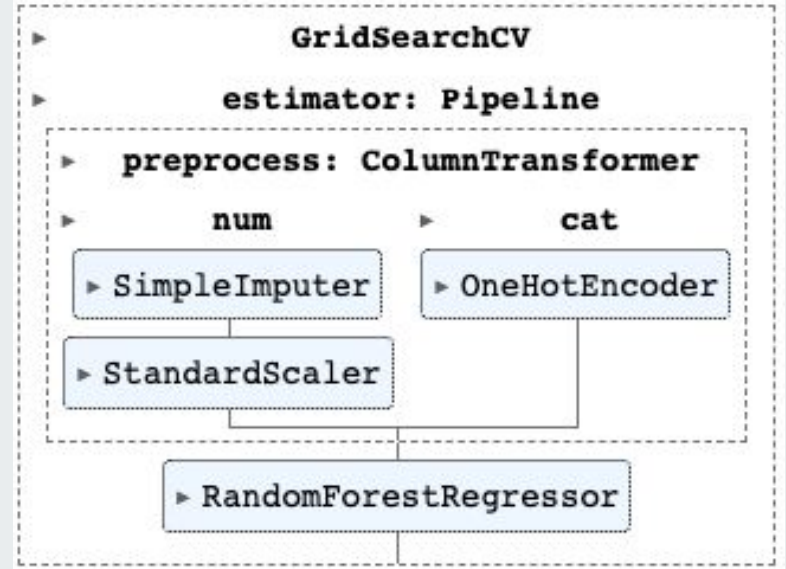 GridSearchCV
estimator: Pipeline
preprocess: ColumnTransformer
num cat
SimpleImputer OneHotEncoder
StandardScaler
RandomForestRegressor